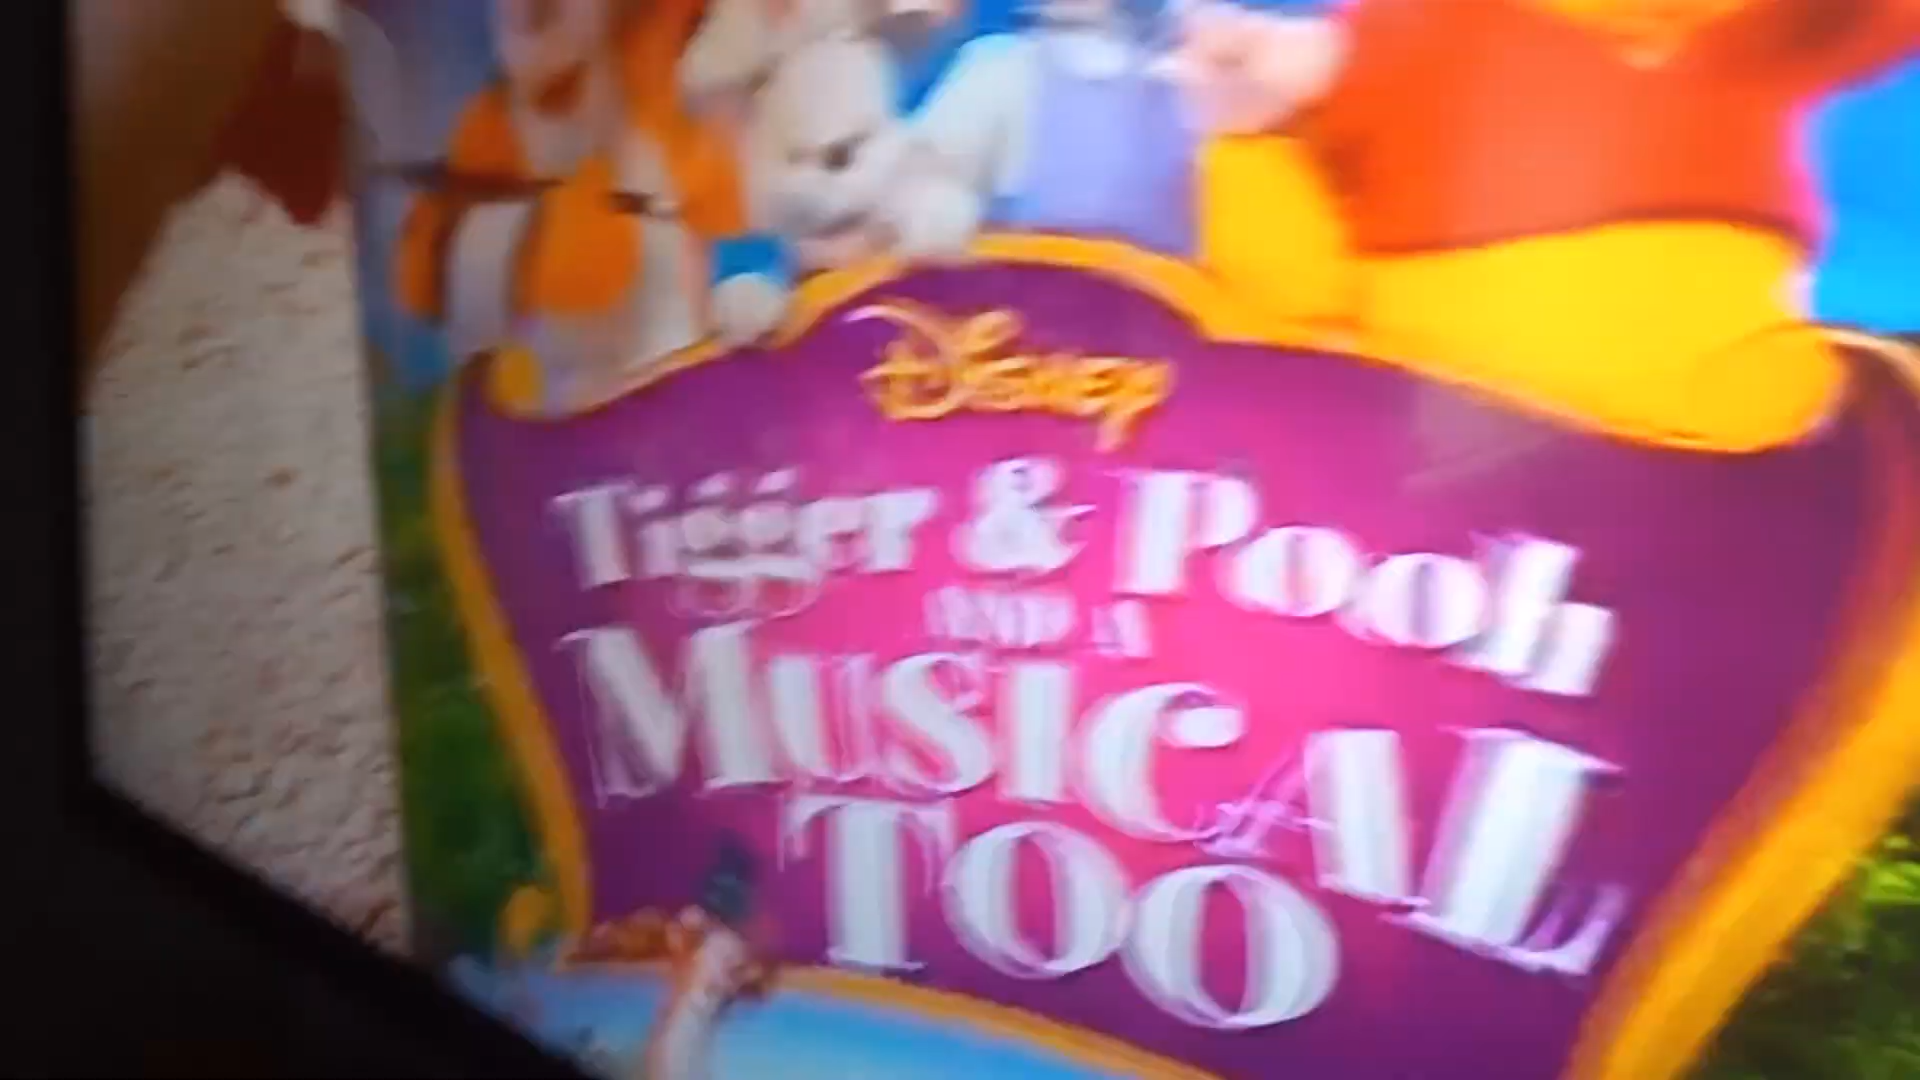 Disney
Tigger & Pooh
AND A
MUSICAL
TOO